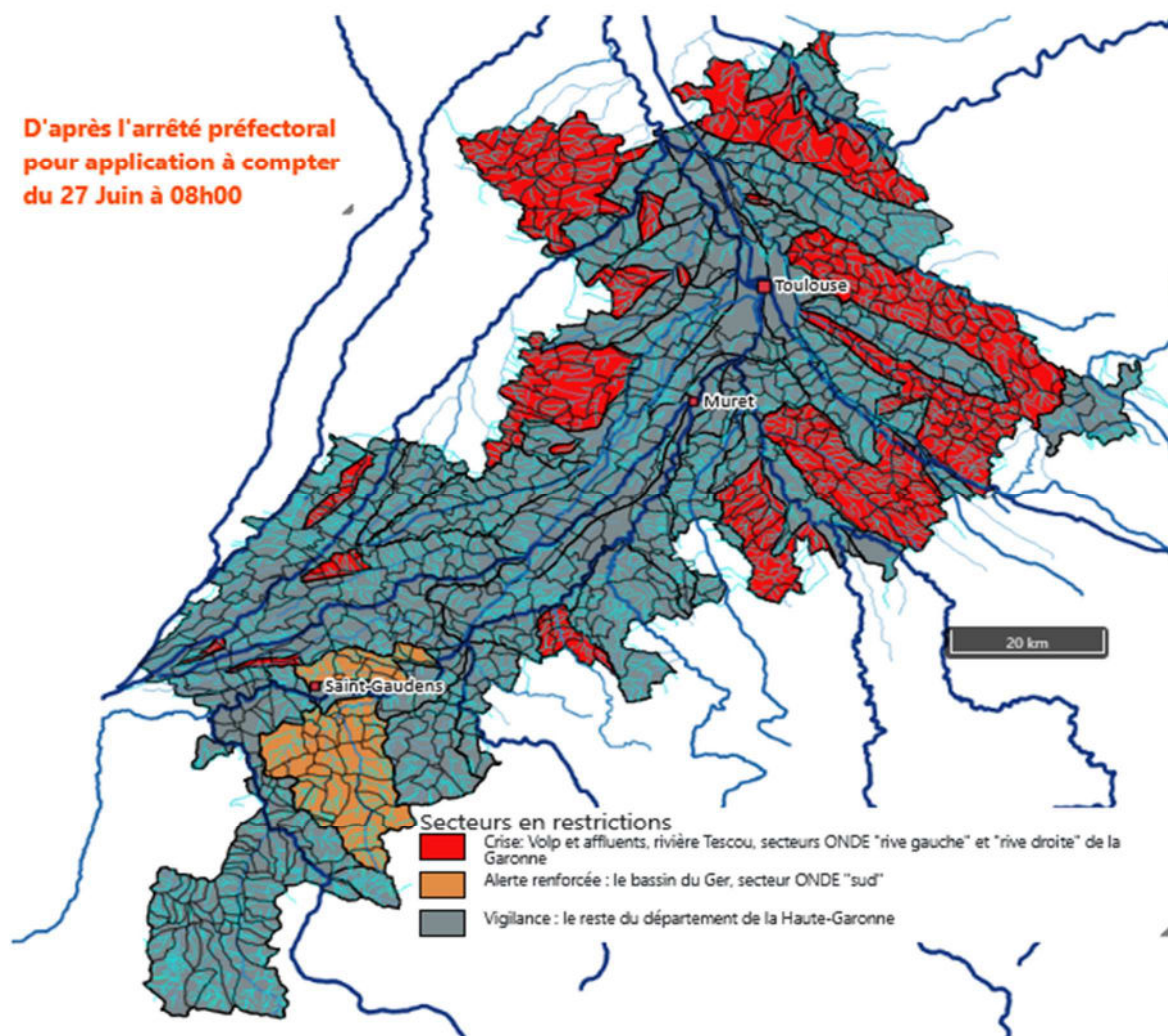 D'après l'arrêté préfectoral
pour application à compter
du 27 Juin à 08h00
Toulouse
Muret
20 km
Saint-Gaudens
Secteurs en restrictions
Crise: Volp et affluents, rivière Tescou, secteurs ONDE "rive gauche" et "rive droite" de la
Garonne
Alerte renforcée : le bassin du Ger, secteur ONDE "sud"
Vigilance : le reste du département de la Haute-Garonne